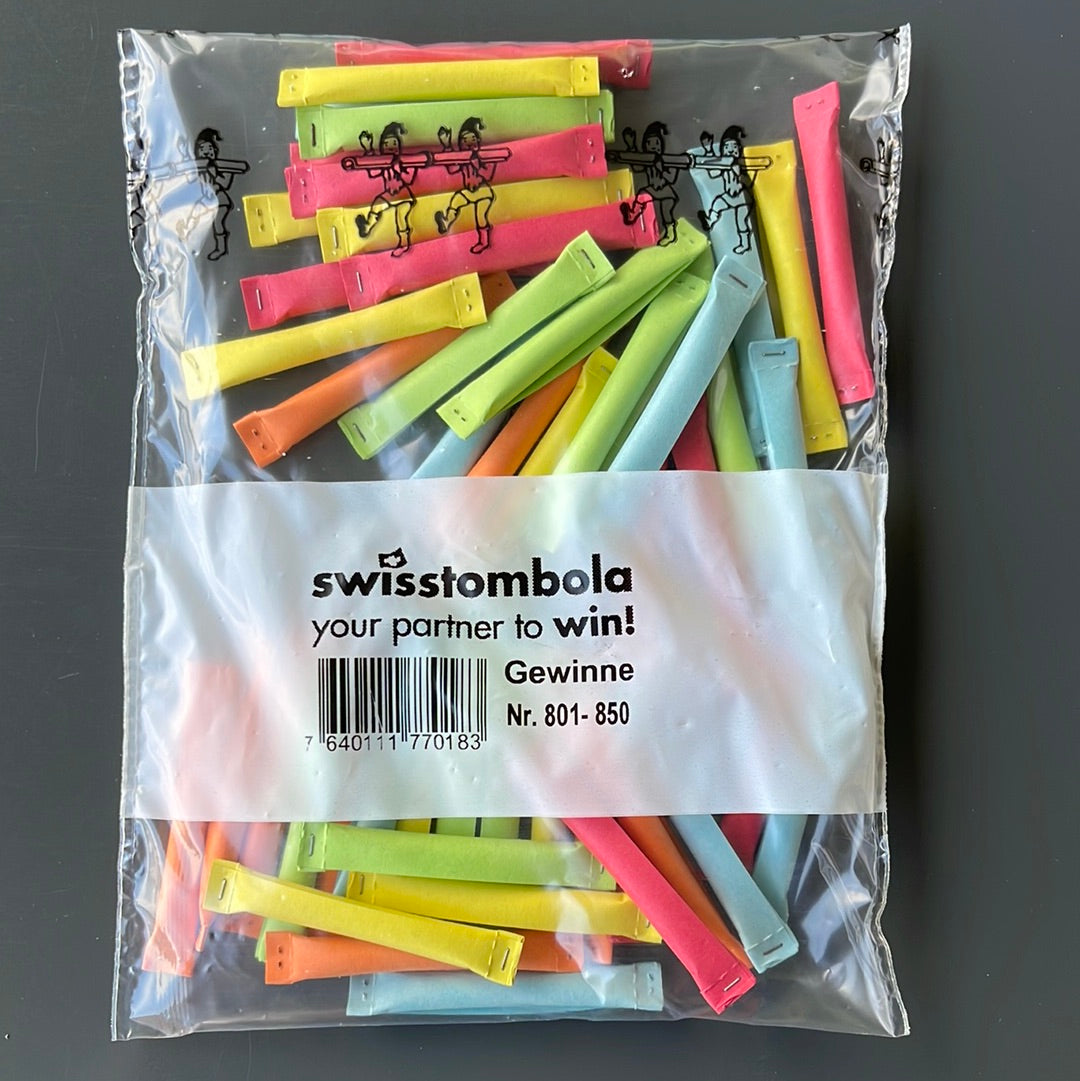 swisstombola
your partner to win!
Gewinne
Nr. 801- 850
7 640111 770183